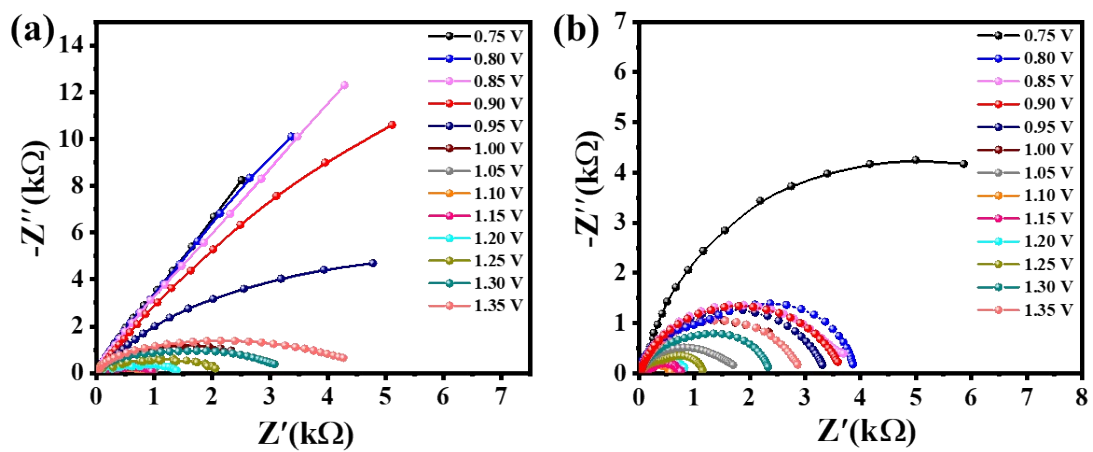 (a)
-Z''(kΩ)
14
12
10
8
6
4
2
0
0 1 2 3 4 5 6 7
Z'(kΩ)
0.75 V
0.80 V
0.85 V
0.90 V
0.95 V
1.00 V
1.05 V
1.10 V
1.15 V
1.20 V
1.25 V
1.30 V
1.35 V
(b)
-Z''(kΩ)
7
6
5
4
3
2
1
0
0 1 2 3 4 5 6 7 8
Z'(kΩ)
0.75 V
0.80 V
0.85 V
0.90 V
0.95 V
1.00 V
1.05 V
1.10 V
1.15 V
1.20 V
1.25 V
1.30 V
1.35 V